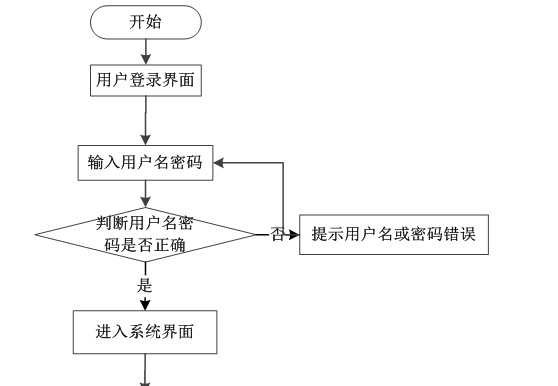 开始
用户登录界面
输入用户名密码
判断用户名密
码是否正确
否
提示用户名或密码错误
是
进入系统界面